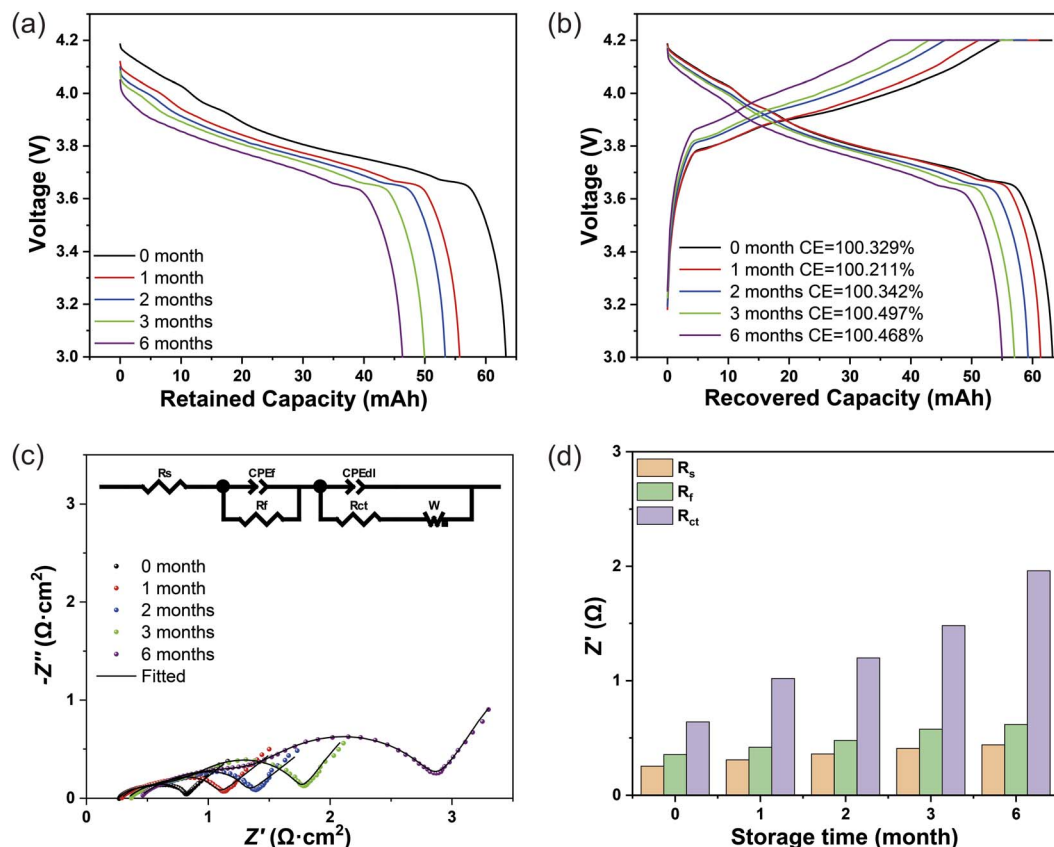 (a)
4.2
4.0
3.8
3.6
3.4
3.2
3.0
Voltage (V)
0 month
1 month
2 months
3 months
6 months
0 10 20 30 40 50 60
Retained Capacity (mAh)
(b)
4.2
4.0
3.8
3.6
3.4
3.2
3.0
Voltage (V)
0 month CE=100.329%
1 month CE=100.211%
2 months CE=100.342%
3 months CE=100.497%
6 months CE=100.468%
0 10 20 30 40 50 60
Recovered Capacity (mAh)
(c)
3
2
1
0
-Z″ (Ω·cm²)
Rs CPEf CPEdl
Rf Rct W
0 month
1 month
2 months
3 months
6 months
Fitted
0 1 2 3
Z′ (Ω·cm²)
(d)
3
2
1
0
Z' (Ω)
Rs
Rf
Rct
0 1 2 3 6
Storage time (month)